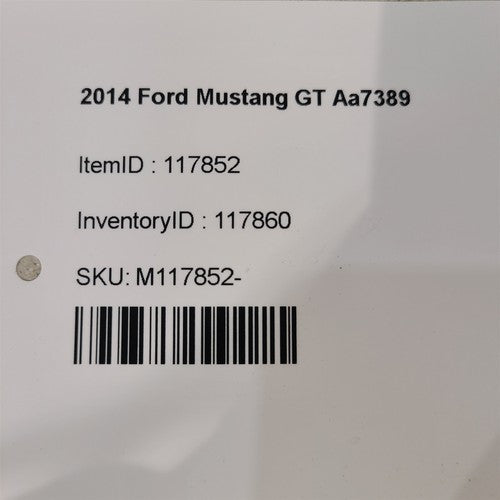 2014 Ford Mustang GT Aa7389
ItemID : 117852
InventoryID : 117860
SKU: M117852-